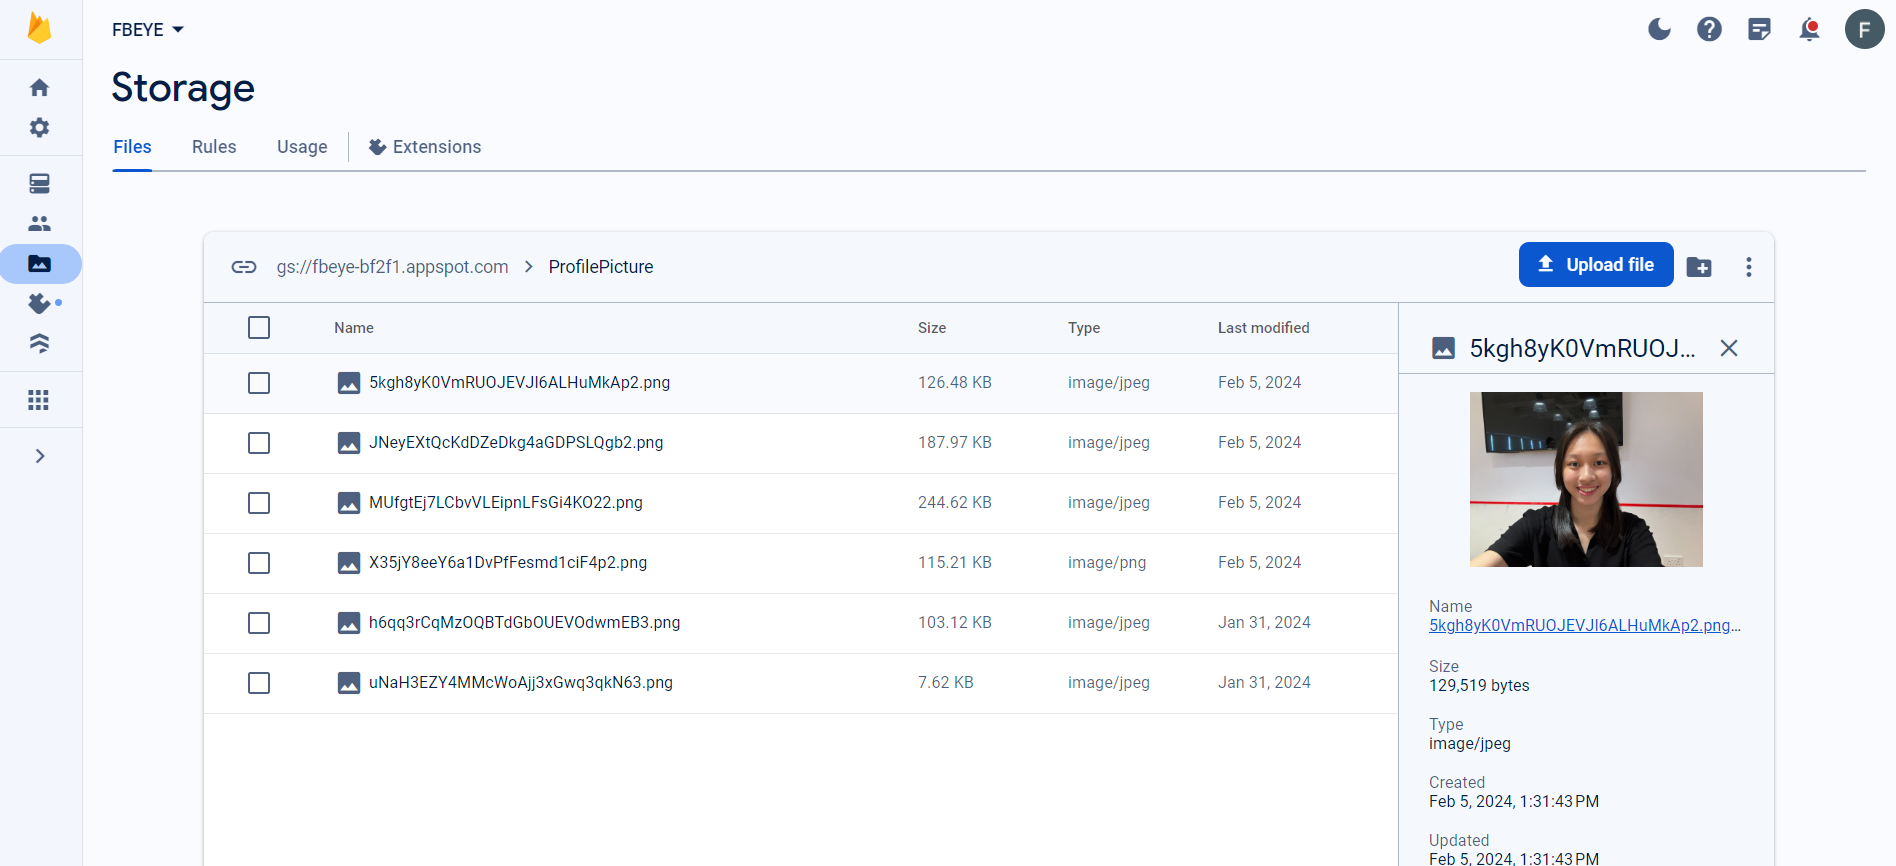 FBEYE
F
Storage
Files Rules Usage Extensions
gs://fbeye-bf2f1.appspot.com > ProfilePicture
Upload file
Name Size Type Last modified
5kgh8yK0VmRUOJEVJI6ALHuMkAp2.png 126.48 KB image/jpeg Feb 5, 2024
JNeyEXtQcKdDZeDkg4aGDPSLQgb2.png 187.97 KB image/jpeg Feb 5, 2024
MUfgtEj7LCbvVLEipnLFsGi4KO22.png 244.62 KB image/jpeg Feb 5, 2024
X35jY8eeY6a1DvPfFesmd1ciF4p2.png 115.21 KB image/png Feb 5, 2024
h6qq3rCqMzOQBTdGbOUEVOdwmEB3.png 103.12 KB image/jpeg Jan 31, 2024
uNaH3EZY4MMcWoAjj3xGwq3qkN63.png 7.62 KB image/jpeg Jan 31, 2024
5kgh8yK0VmRUOJ...
Name
5kgh8yK0VmRUOJEVJI6ALHuMkAp2.png...
Size
129,519 bytes
Type
image/jpeg
Created
Feb 5, 2024, 1:31:43 PM
Updated
Feb 5, 2024, 1:31:43 PM